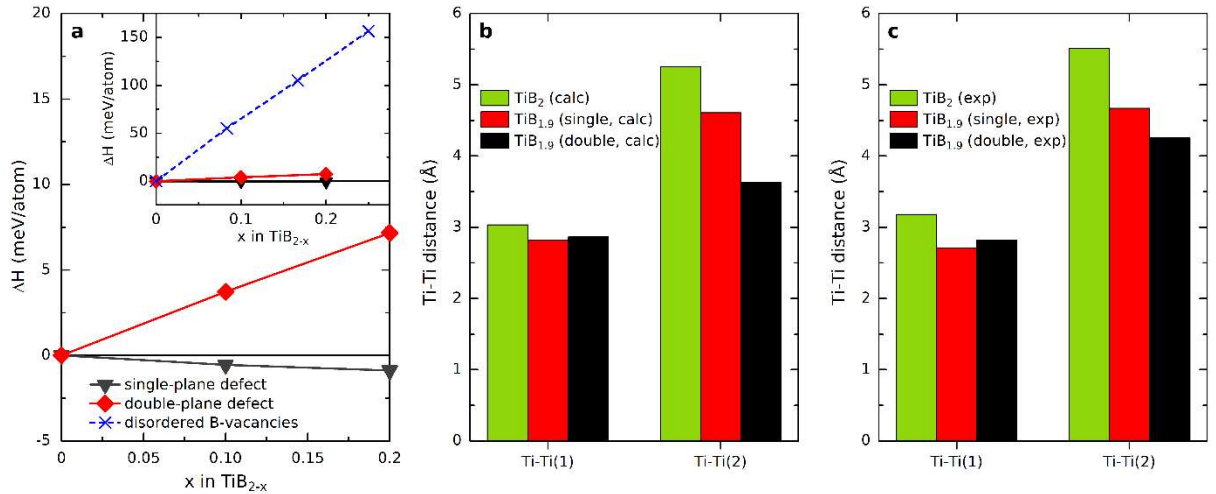 a
20
15
10
5
0
-5
ΔH (meV/atom)
0
0.05
0.10
0.15
0.2
x in TiB2-x
single-plane defect
double-plane defect
disordered B-vacancies
150
100
50
0
ΔH (meV/atom)
0
0.1
0.2
x in TiB2-x
b
6
5
4
3
2
1
0
Ti-Ti distance (Å)
TiB2 (calc)
TiB1.9 (single, calc)
TiB1.9 (double, calc)
Ti-Ti(1)
Ti-Ti(2)
c
6
5
4
3
2
1
0
Ti-Ti distance (Å)
TiB2 (exp)
TiB1.9 (single, exp)
TiB1.9 (double, exp)
Ti-Ti(1)
Ti-Ti(2)